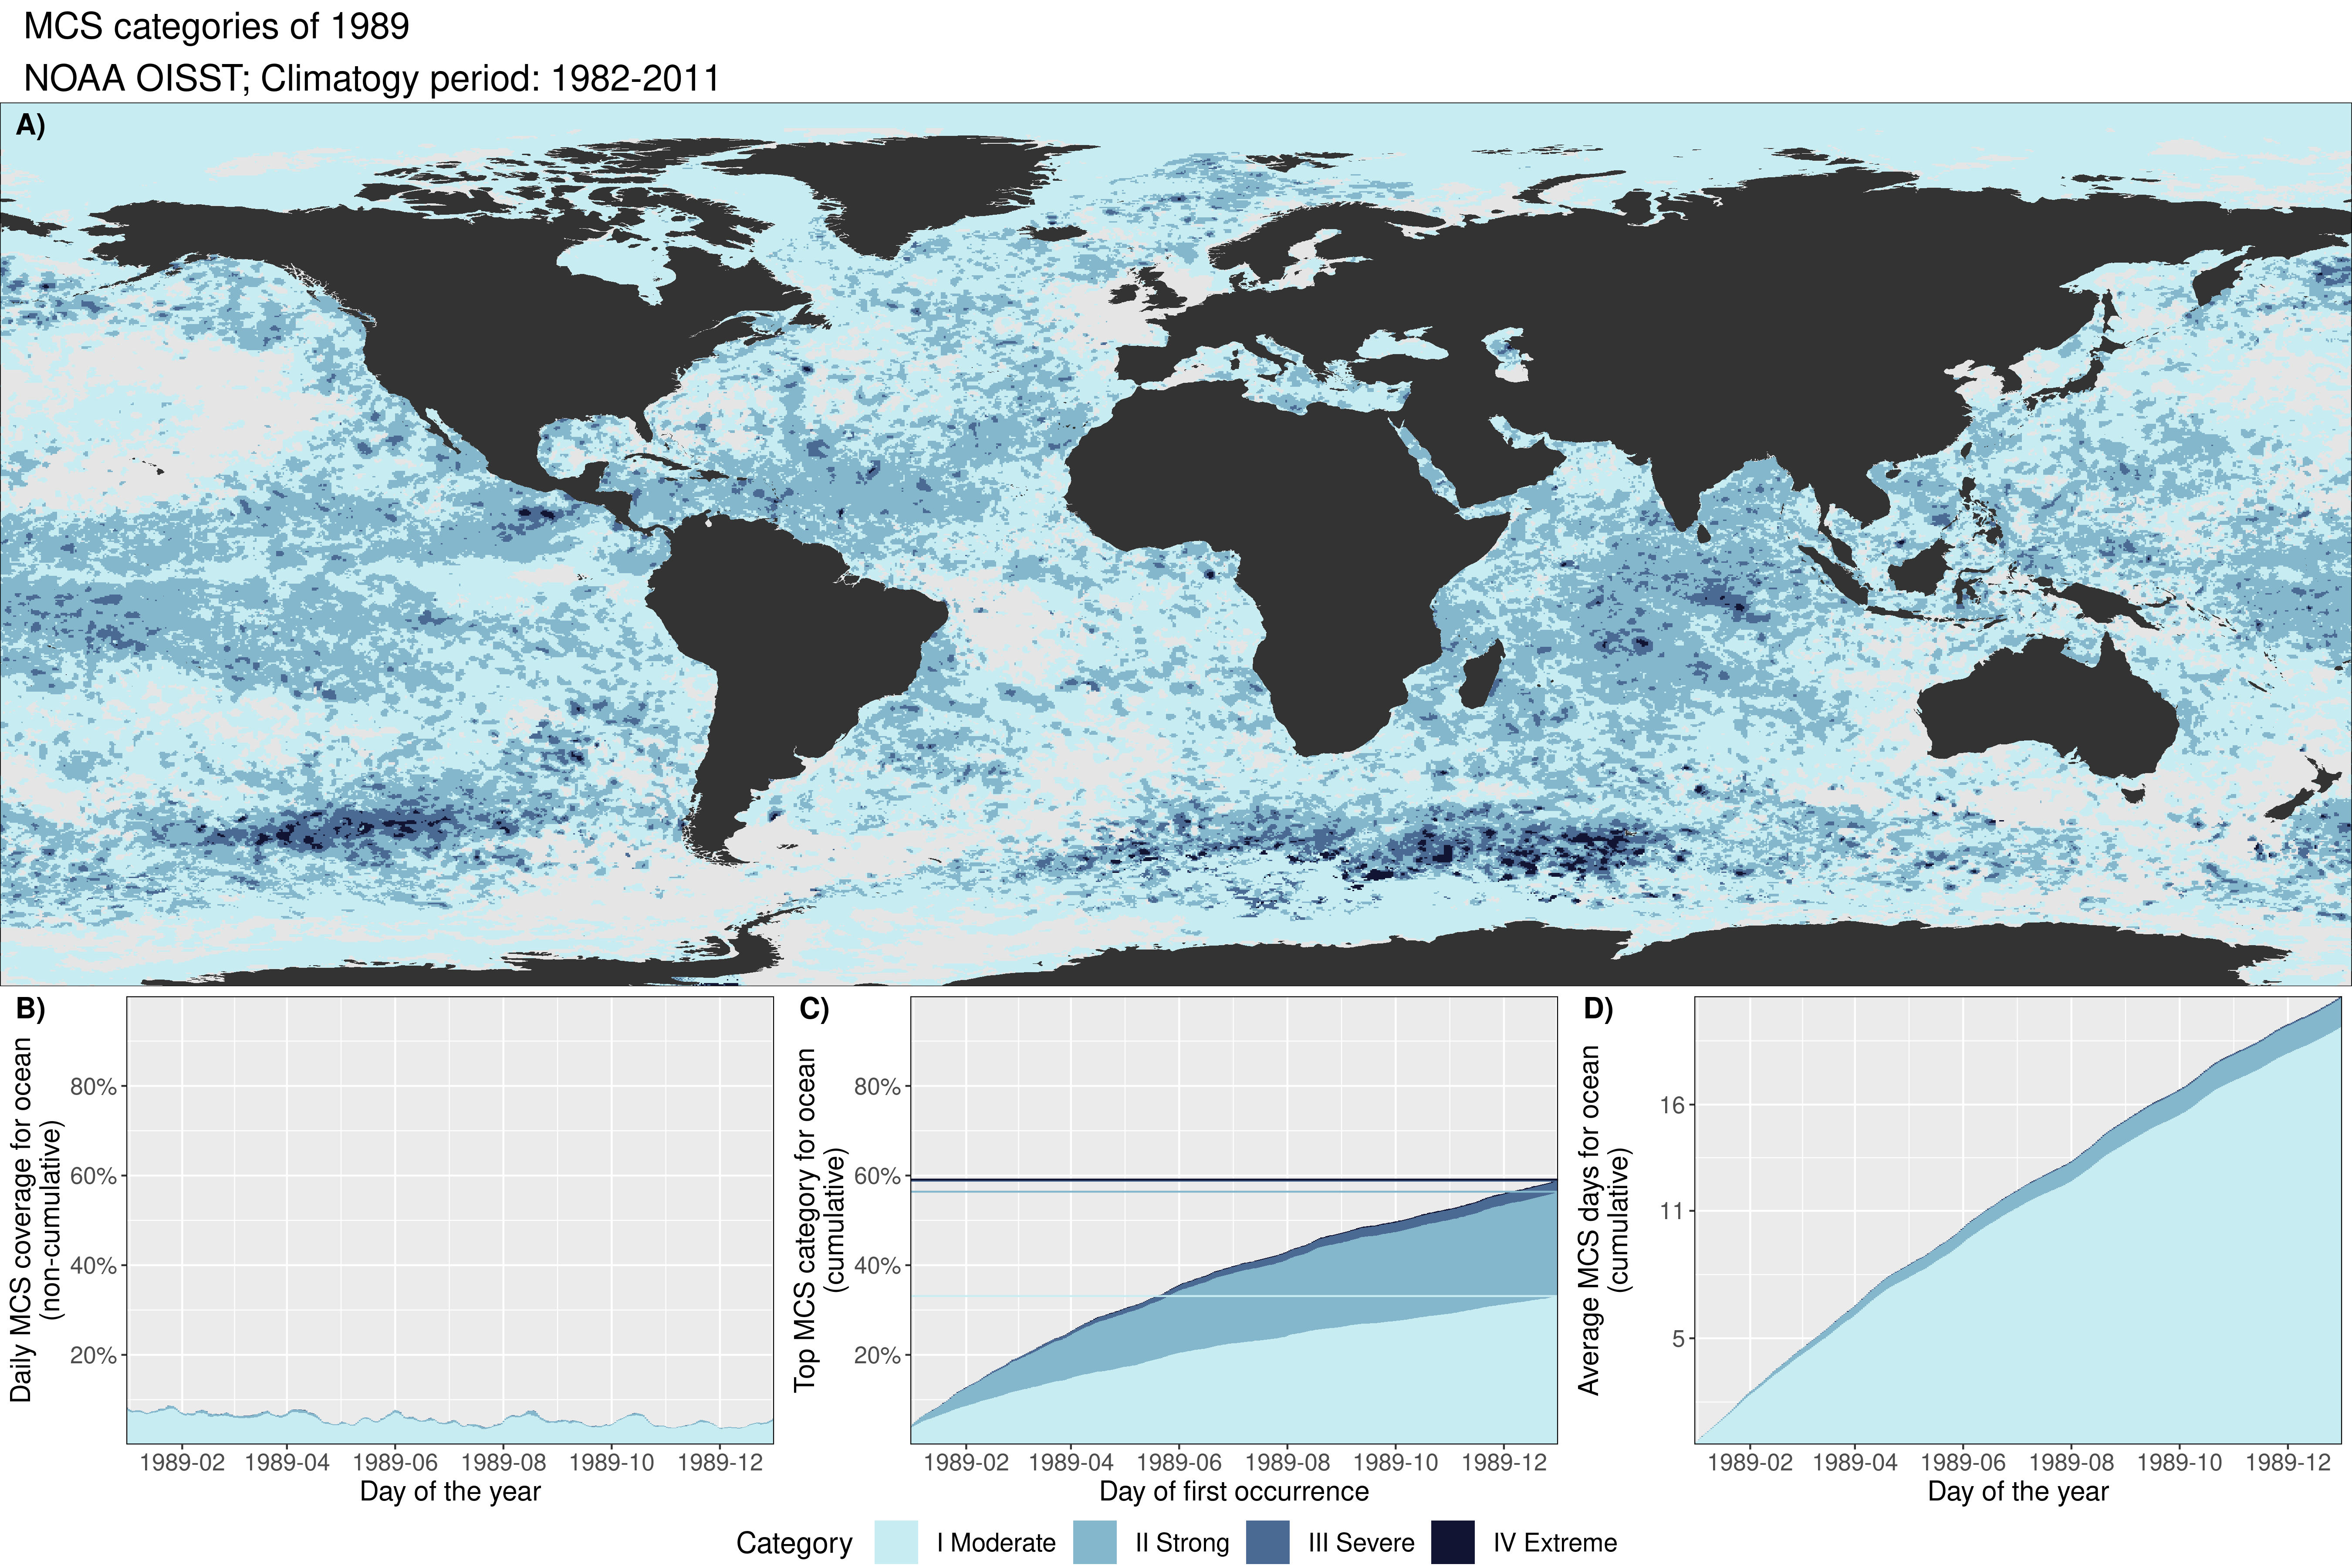 MCS categories of 1989
NOAA OISST; Climatogy period: 1982-2011
A)
B)
Daily MCS coverage for ocean
(non-cumulative)
80%
60%
40%
20%
1989-02 1989-04 1989-06 1989-08 1989-10 1989-12
Day of the year
C)
Top MCS category for ocean
(cumulative)
80%
60%
40%
20%
1989-02 1989-04 1989-06 1989-08 1989-10 1989-12
Day of first occurrence
D)
Average MCS days for ocean
(cumulative)
16
11
5
1989-02 1989-04 1989-06 1989-08 1989-10 1989-12
Day of the year
Category I Moderate II Strong III Severe IV Extreme